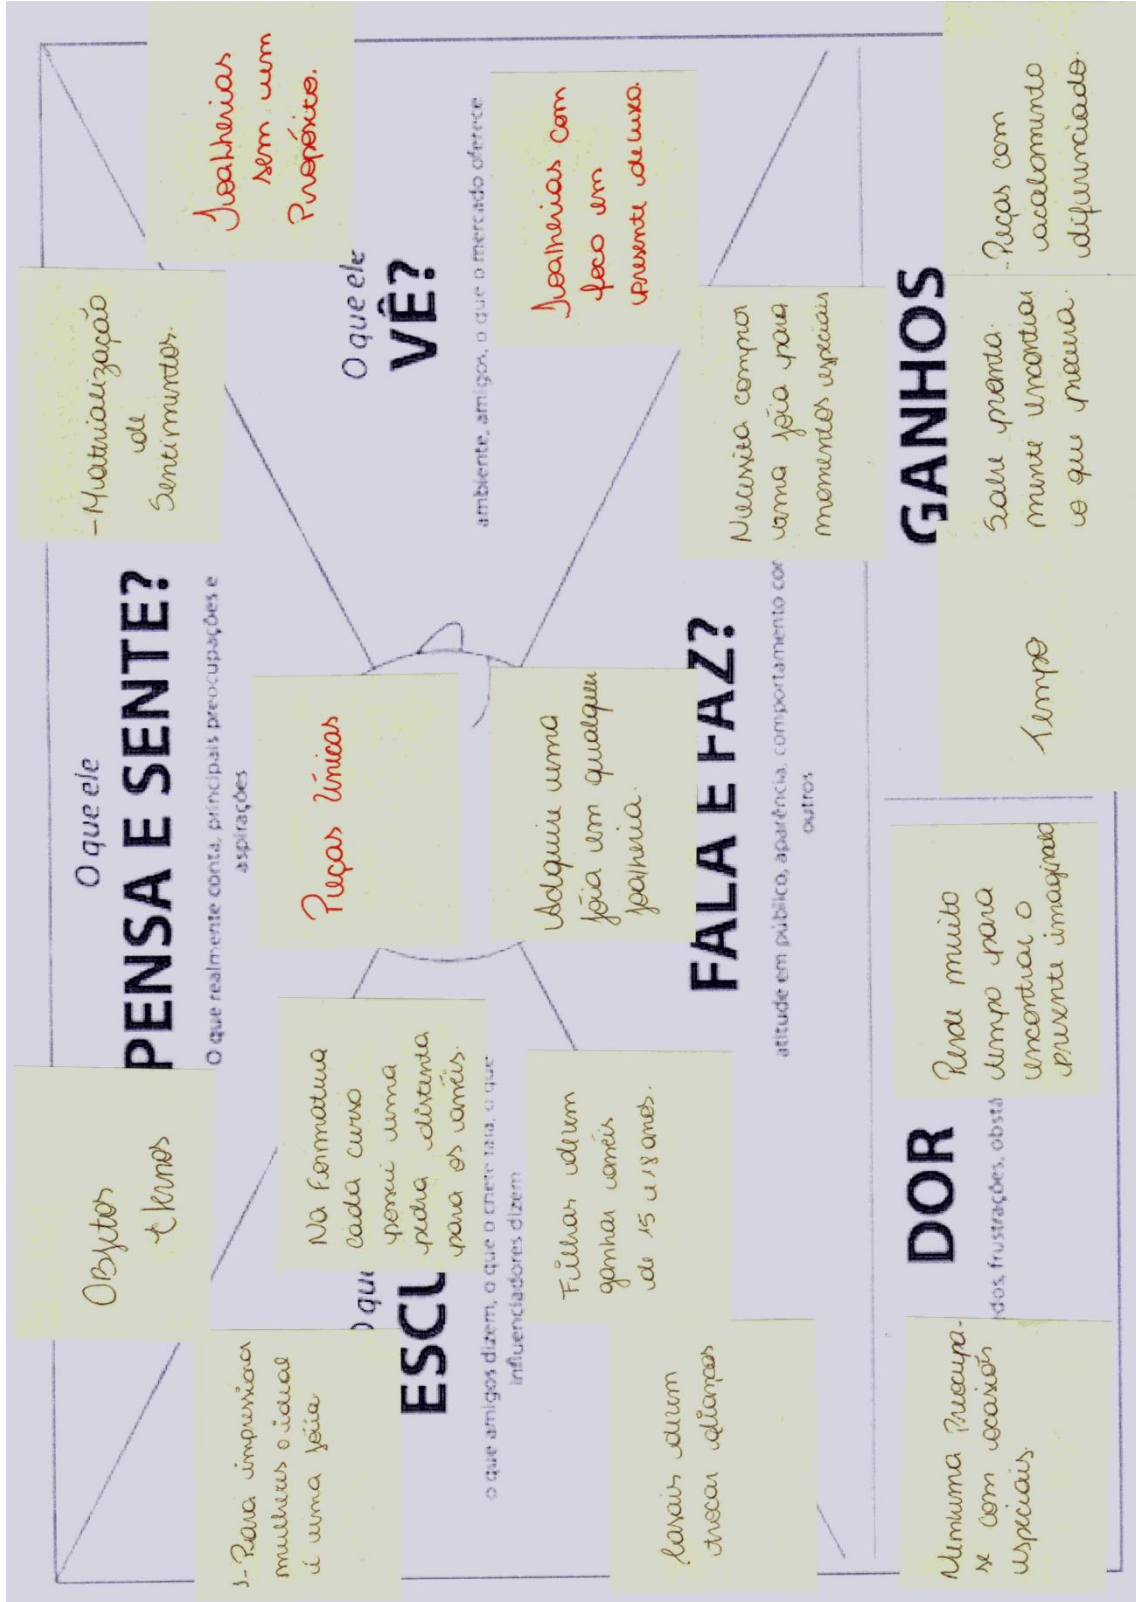 O que ele
PENSA E SENTE?
O que realmente conta, principais preocupações e
aspirações
OBJetos
eternos
-Materialização
de
Sentimentos.
Peças Únicas
O que ele
VÊ?
ambiente, amigos, o que o mercado oferece
Joalherias
sem um
Propósito.
Joalherias com
foco em
presente de luxo.
O que
ESCU
o que amigos dizem, o que o chefe fala, o que
influenciadores dizem
- Para impressionar
mulheres o ideal
é uma jóia
Na Formatura
cada curso
possui uma
pedra distinta
para os anéis.
Filhas devem
ganhar anéis
de 15 e 18 anos.
Casais devem
trocar alianças
FALA E FAZ?
atitude em público, aparência, comportamento com
outros
Adquire uma
jóia em qualquer
joalheria.
Necessita comprar
uma jóia para
momentos especiais
DOR
edos, frustrações, obstá
Nenhuma Preocupa-
se com ocasiões
especiais.
Perde muito
tempo para
encontrar o
presente imaginado
GANHOS
Tempo
Sabe pronta-
mente encontrar
o que procura.
-Peças com
acabamento
diferenciado.